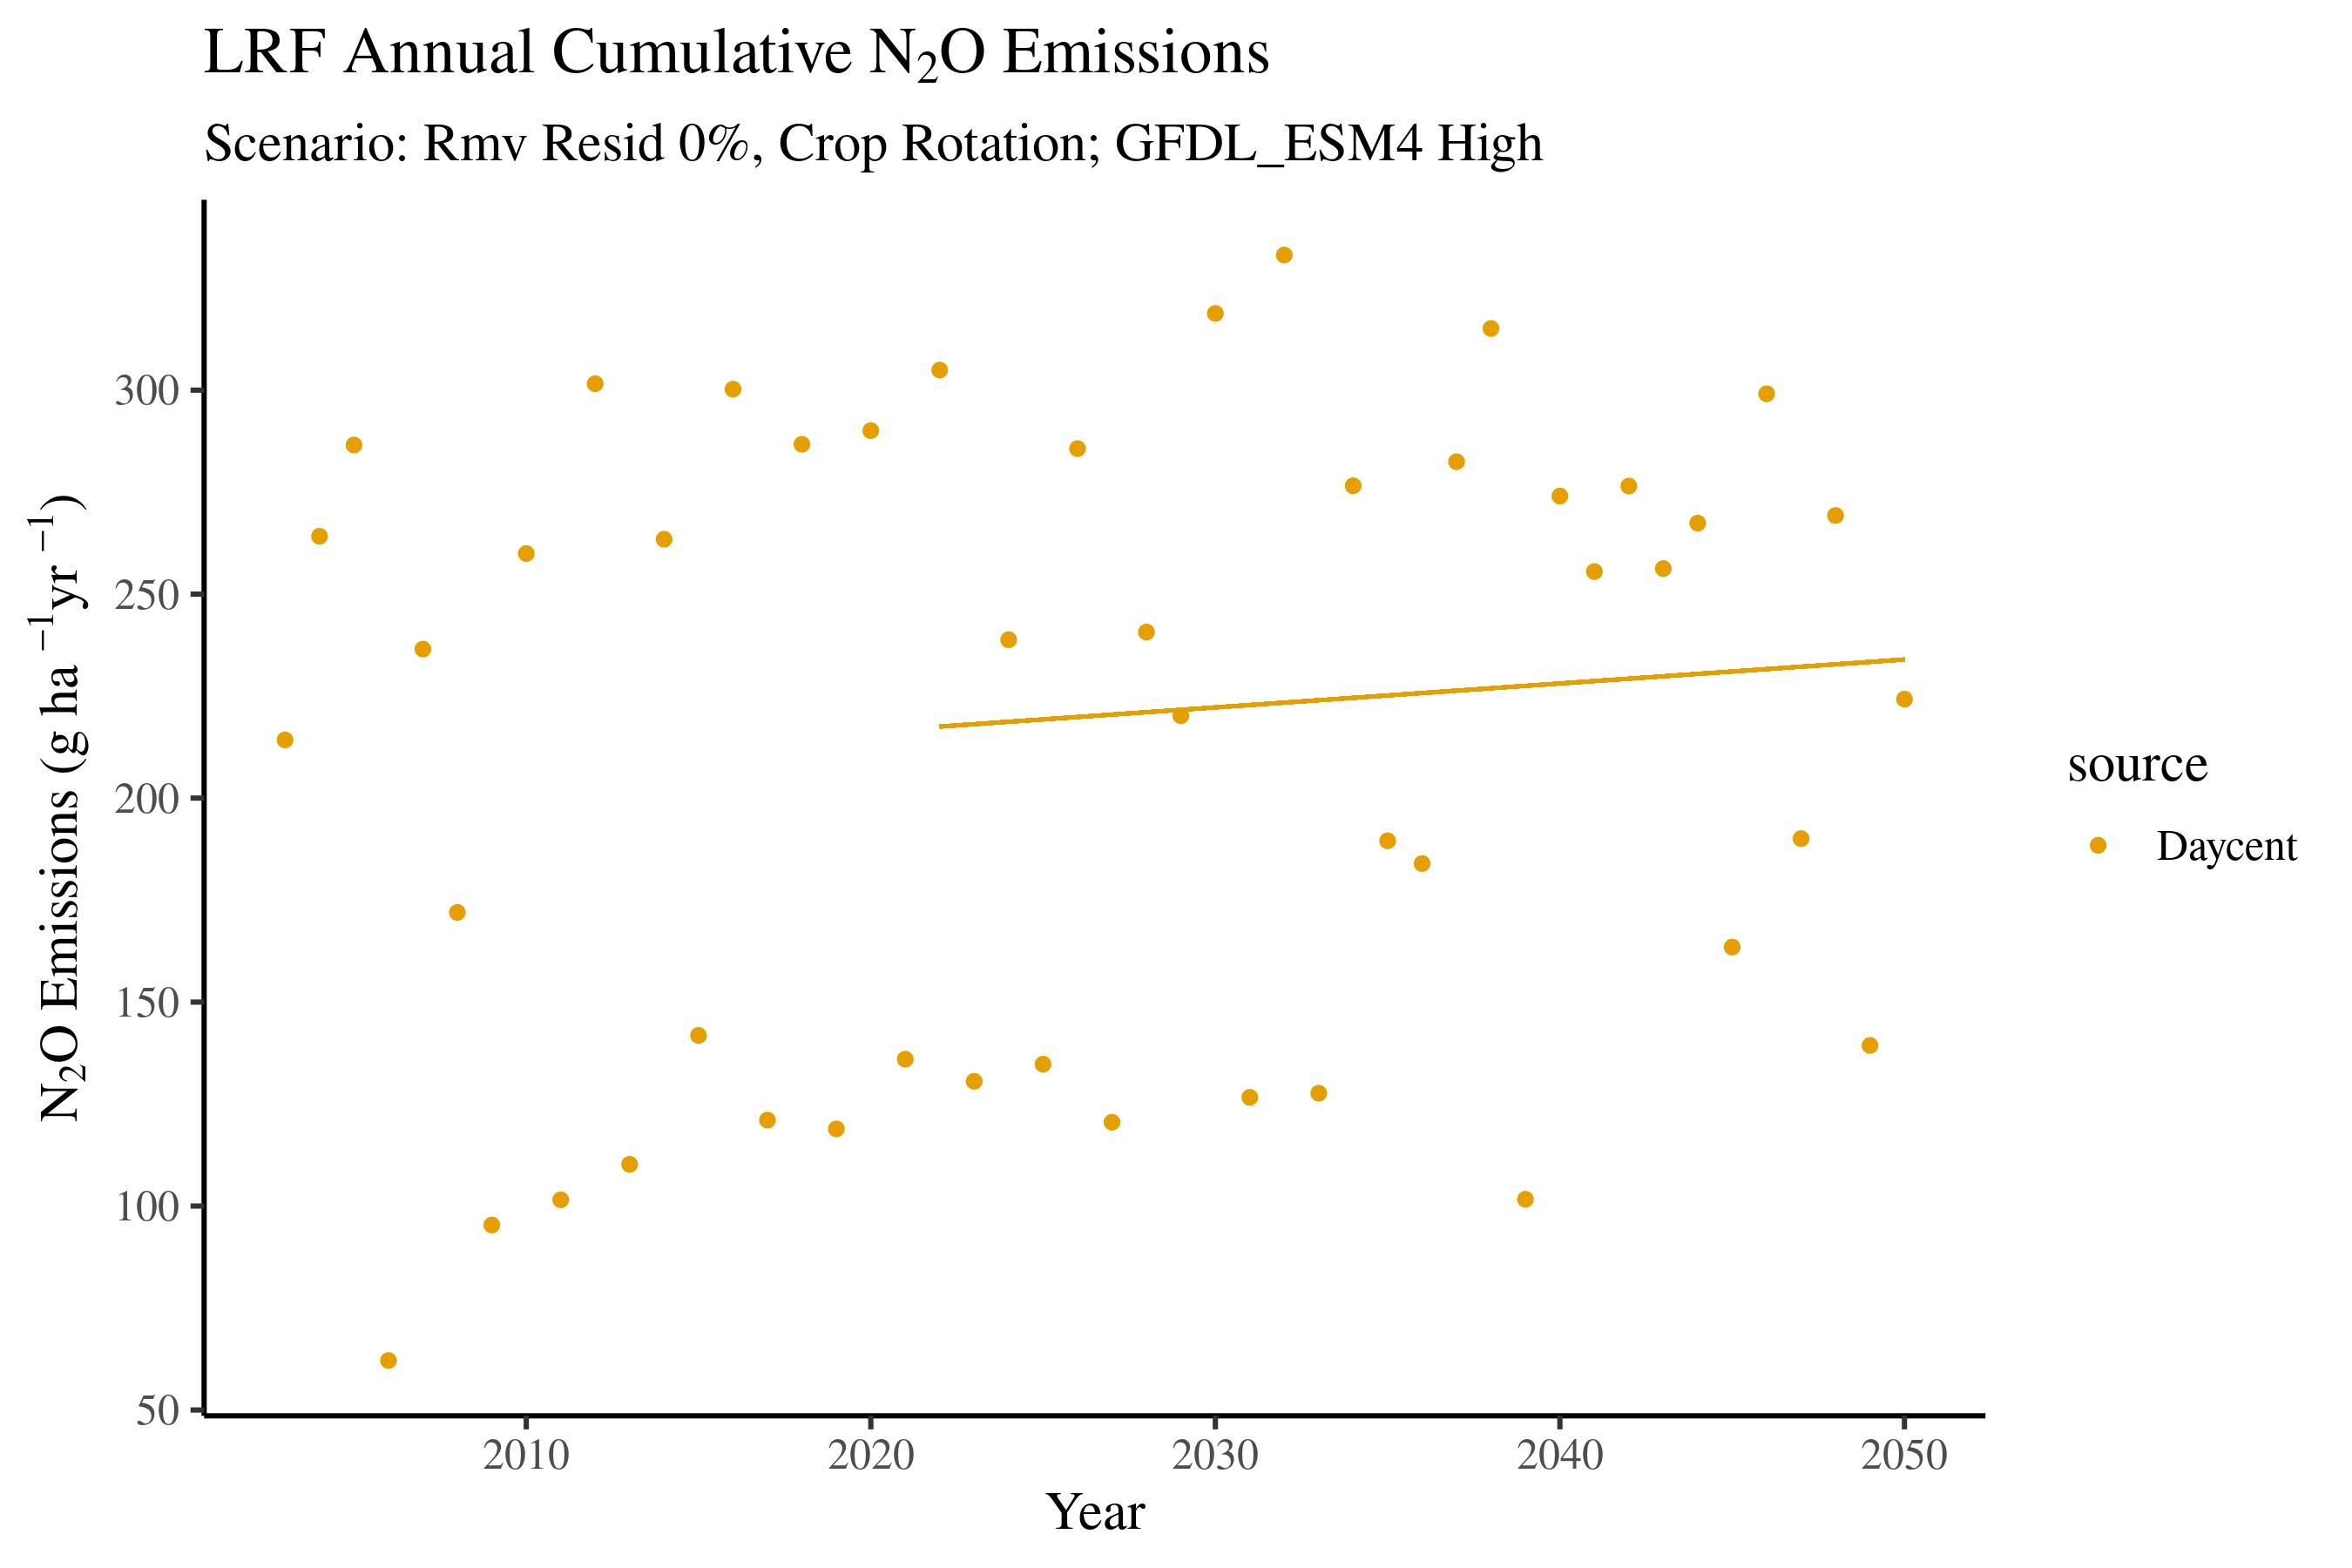 LRF Annual Cumulative N₂O Emissions
Scenario: Rmv Resid 0%, Crop Rotation; GFDL_ESM4 High
N₂O Emissions (g ha ⁻¹yr ⁻¹)
300
250
200
150
100
50
2010 2020 2030 2040 2050
Year
source
Daycent